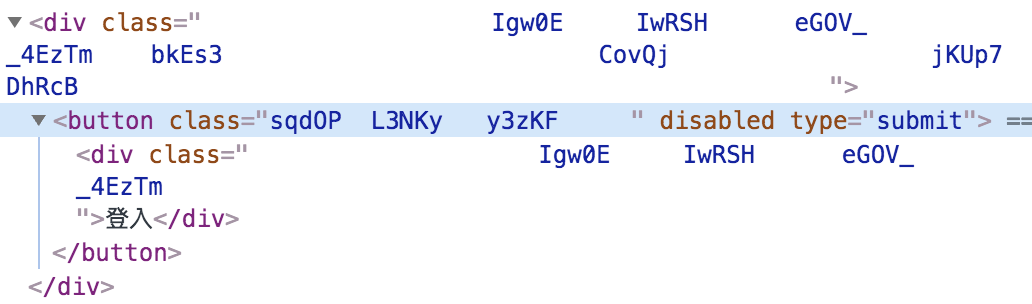 ▼<div class="    Igw0E    IwRSH    eGOV_
_4EzTm    bkEs3    CovQj    jKUp7
DhRcB    ">
▼<button class="sqdOP  L3NKy   y3zKF     " disabled type="submit"> ==
<div class="    Igw0E    IwRSH    eGOV_
_4EzTm
">登入</div>
</button>
</div>